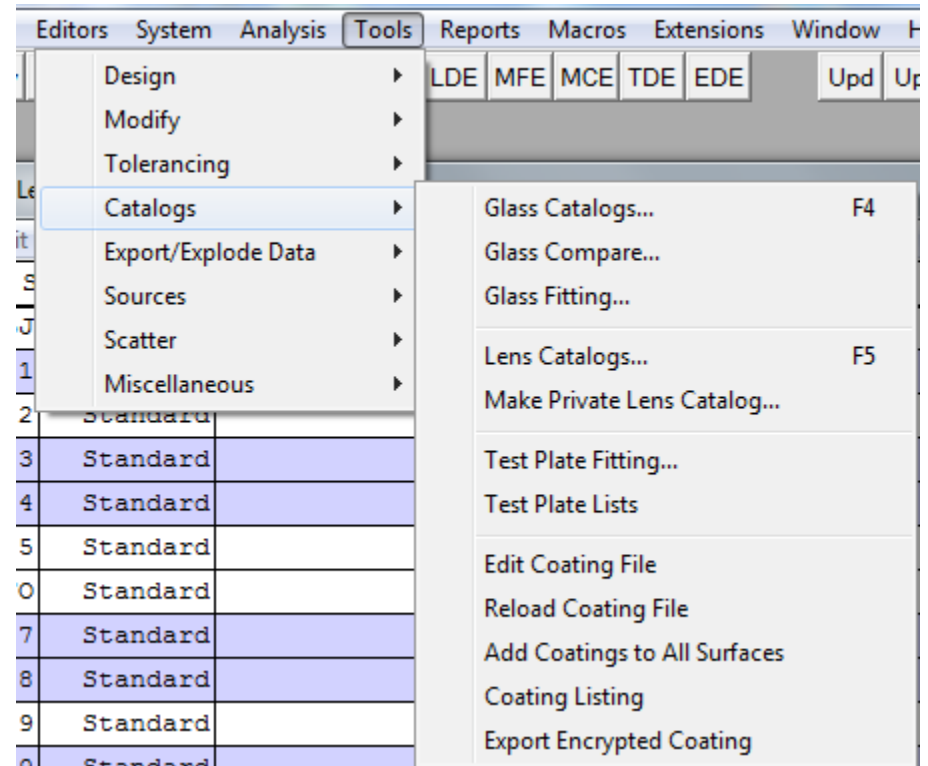 Editors System Analysis Tools Reports Macros Extensions Window
LDE MFE MCE TDE EDE Upd
Design
Modify
Tolerancing
Catalogs
Export/Explode Data
Sources
Scatter
Miscellaneous
Glass Catalogs... F4
Glass Compare...
Glass Fitting...
Lens Catalogs... F5
Make Private Lens Catalog...
Test Plate Fitting...
Test Plate Lists
Edit Coating File
Reload Coating File
Add Coatings to All Surfaces
Coating Listing
Export Encrypted Coating
1
2 Standard
3 Standard
4 Standard
5 Standard
Standard
7 Standard
8 Standard
9 Standard
Standard